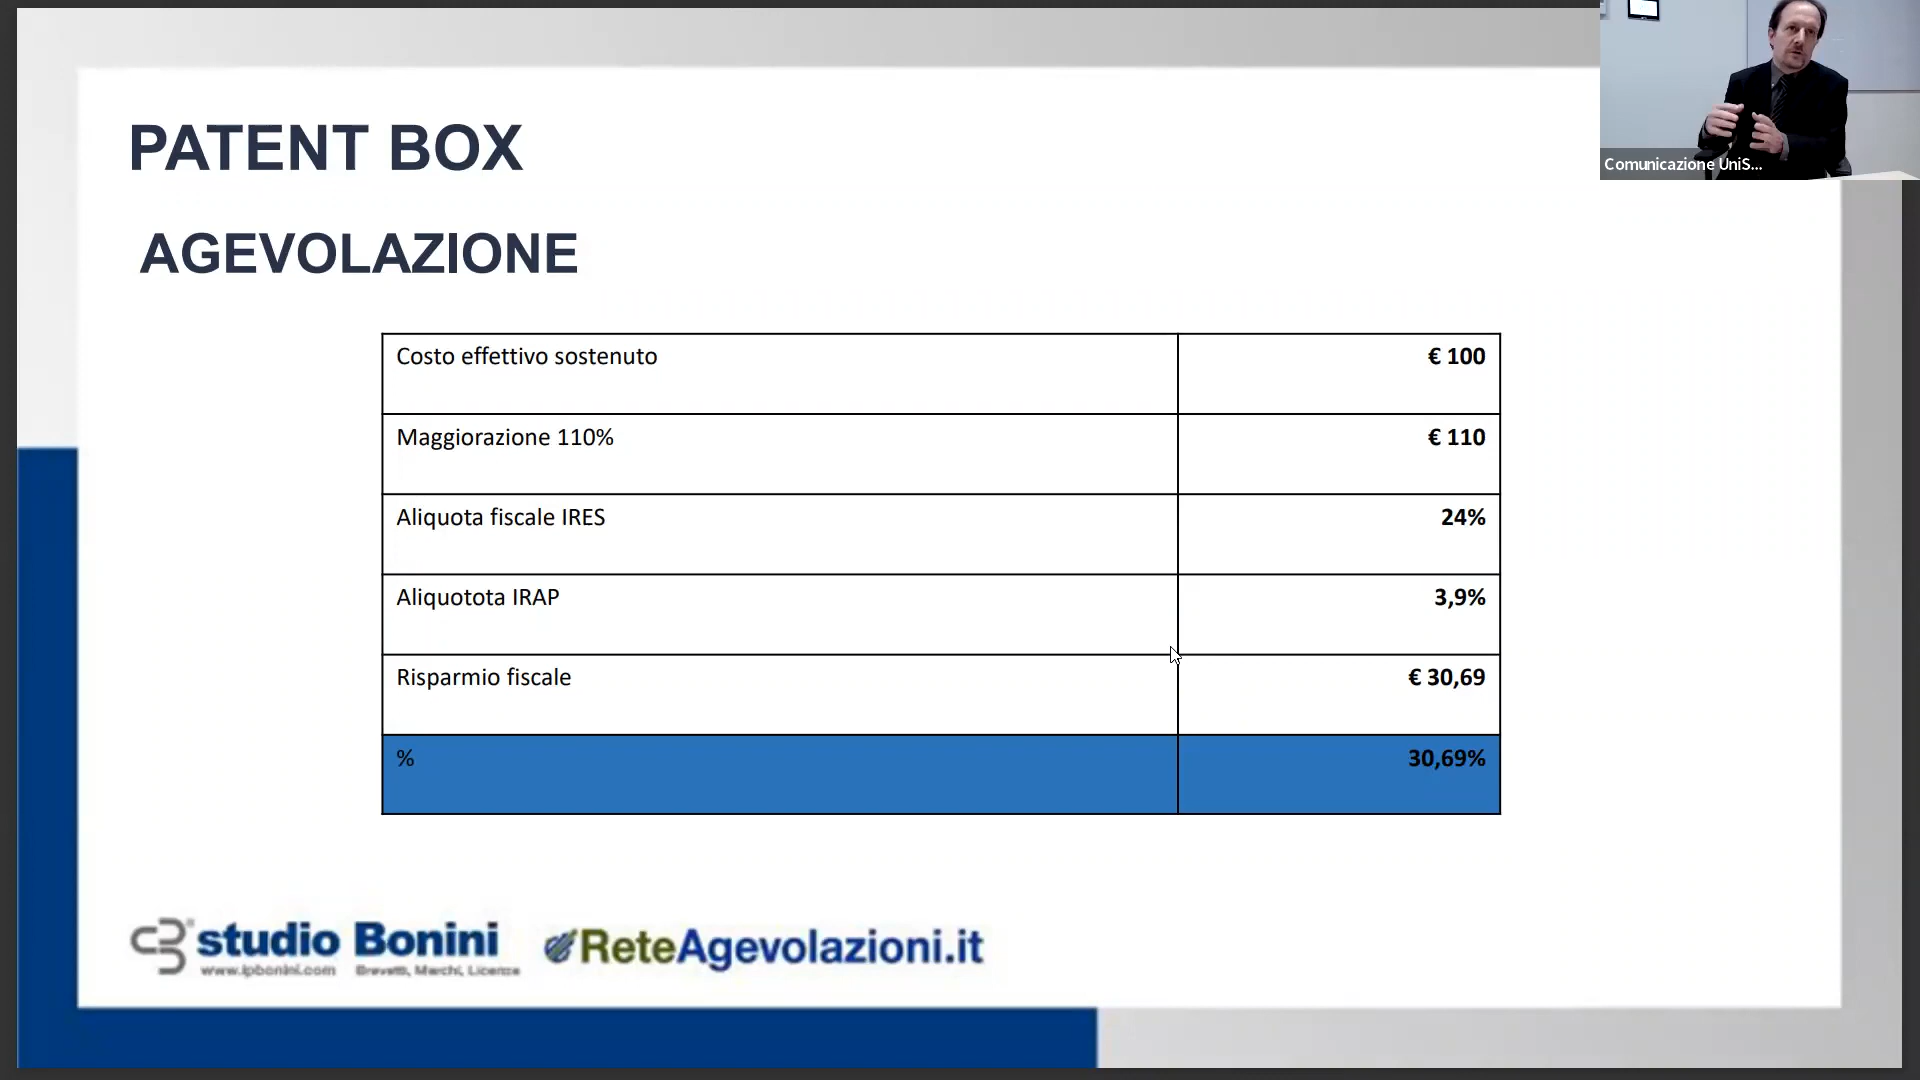 PATENT BOX
Comunicazione UniS...
AGEVOLAZIONE
Costo effettivo sostenuto € 100
Maggiorazione 110% € 110
Aliquota fiscale IRES 24%
Aliquotota IRAP 3,9%
Risparmio fiscale € 30,69
% 30,69%
studio Bonini
www.ipbonini.com Brevetti, Marchi, Licenze
ReteAgevolazioni.it